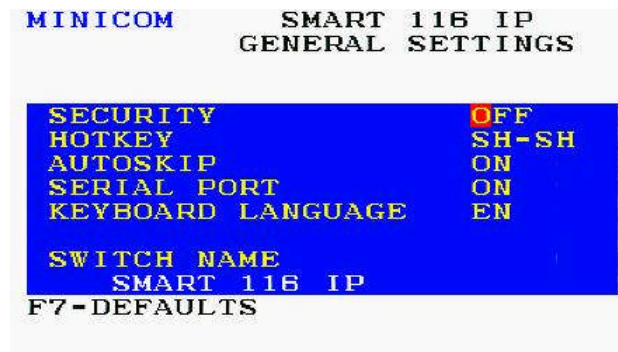 MINICOM SMART 116 IP
GENERAL SETTINGS
SECURITY OFF
HOTKEY SH-SH
AUTOSKIP ON
SERIAL PORT ON
KEYBOARD LANGUAGE EN
SWITCH NAME
SMART 116 IP
F7-DEFAULTS